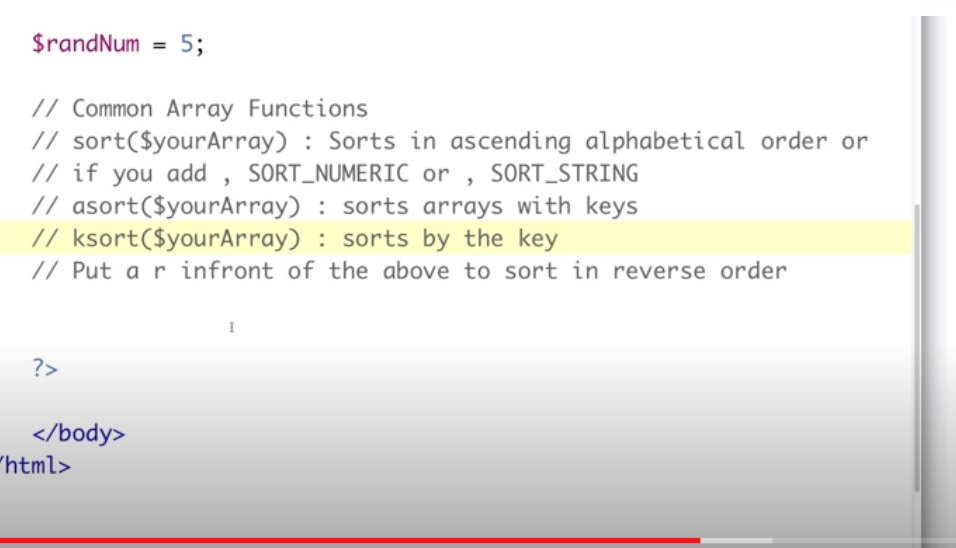 $randNum = 5;
// Common Array Functions
// sort($yourArray) : Sorts in ascending alphabetical order or
// if you add , SORT_NUMERIC or , SORT_STRING
// asort($yourArray) : sorts arrays with keys
// ksort($yourArray) : sorts by the key
// Put a r infront of the above to sort in reverse order
?>
</body>
/html>